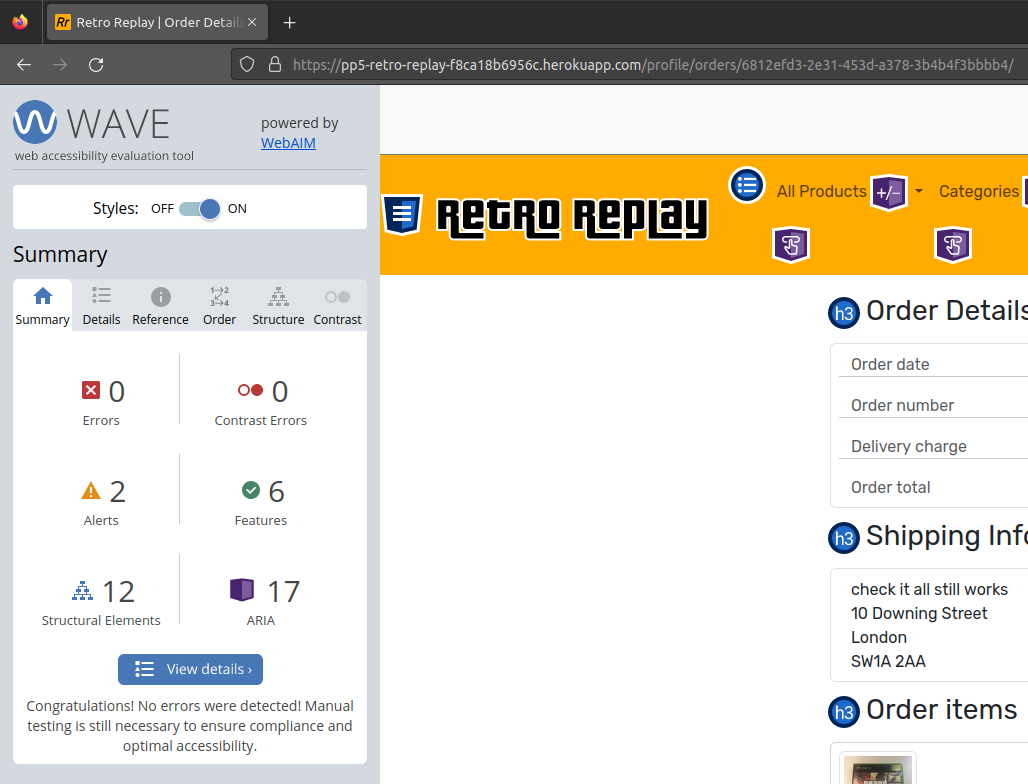 Rr Retro Replay | Order Details
https://pp5-retro-replay-f8ca18b6956c.herokuapp.com/profile/orders/6812efd3-2e31-453d-a378-3b4b4f3bbbb4/
WAVE
web accessibility evaluation tool
powered by
WebAIM
Styles: OFF ON
Summary
Summary Details Reference Order Structure Contrast
0 Errors
0 Contrast Errors
2 Alerts
6 Features
12 Structural Elements
17 ARIA
View details ›
Congratulations! No errors were detected! Manual
testing is still necessary to ensure compliance and
optimal accessibility.
Retro Replay
All Products +/- Categories
h3 Order Details
Order date
Order number
Delivery charge
Order total
h3 Shipping Info
check it all still works
10 Downing Street
London
SW1A 2AA
h3 Order items